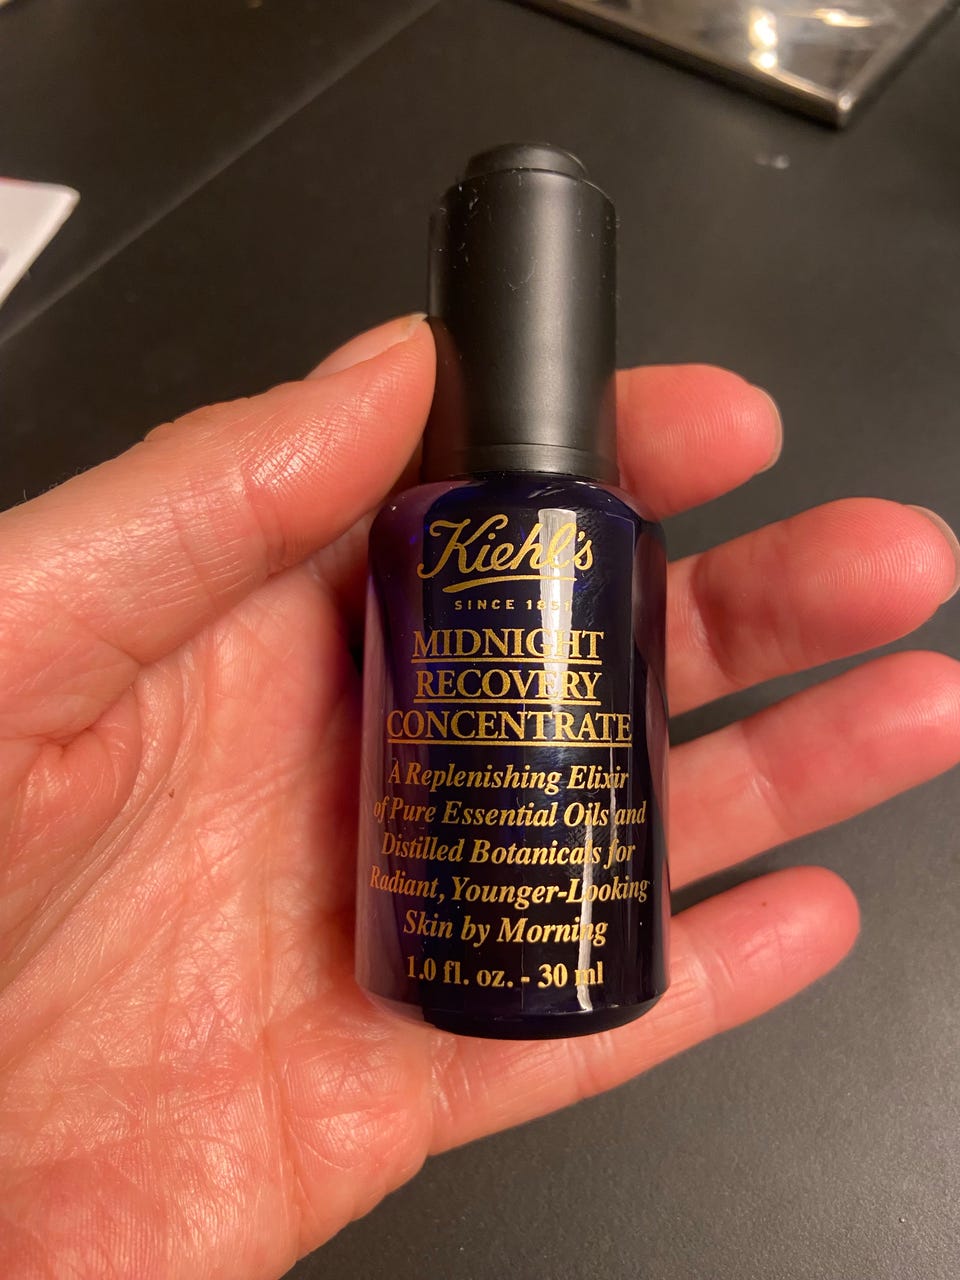 Kiehl's
SINCE 1851
MIDNIGHT
RECOVERY
CONCENTRATE
A Replenishing Elixir
of Pure Essential Oils and
Distilled Botanicals for
Radiant, Younger-Looking
Skin by Morning
1.0 fl. oz. - 30 ml